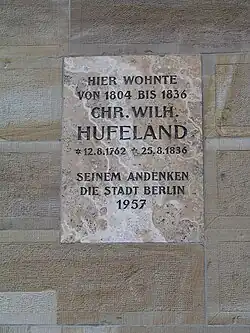 HIER WOHNTE
VON 1804 BIS 1836
CHR. WILH.
HUFELAND
* 12.8.1762 † 25.8.1836
SEINEM ANDENKEN
DIE STADT BERLIN
1957